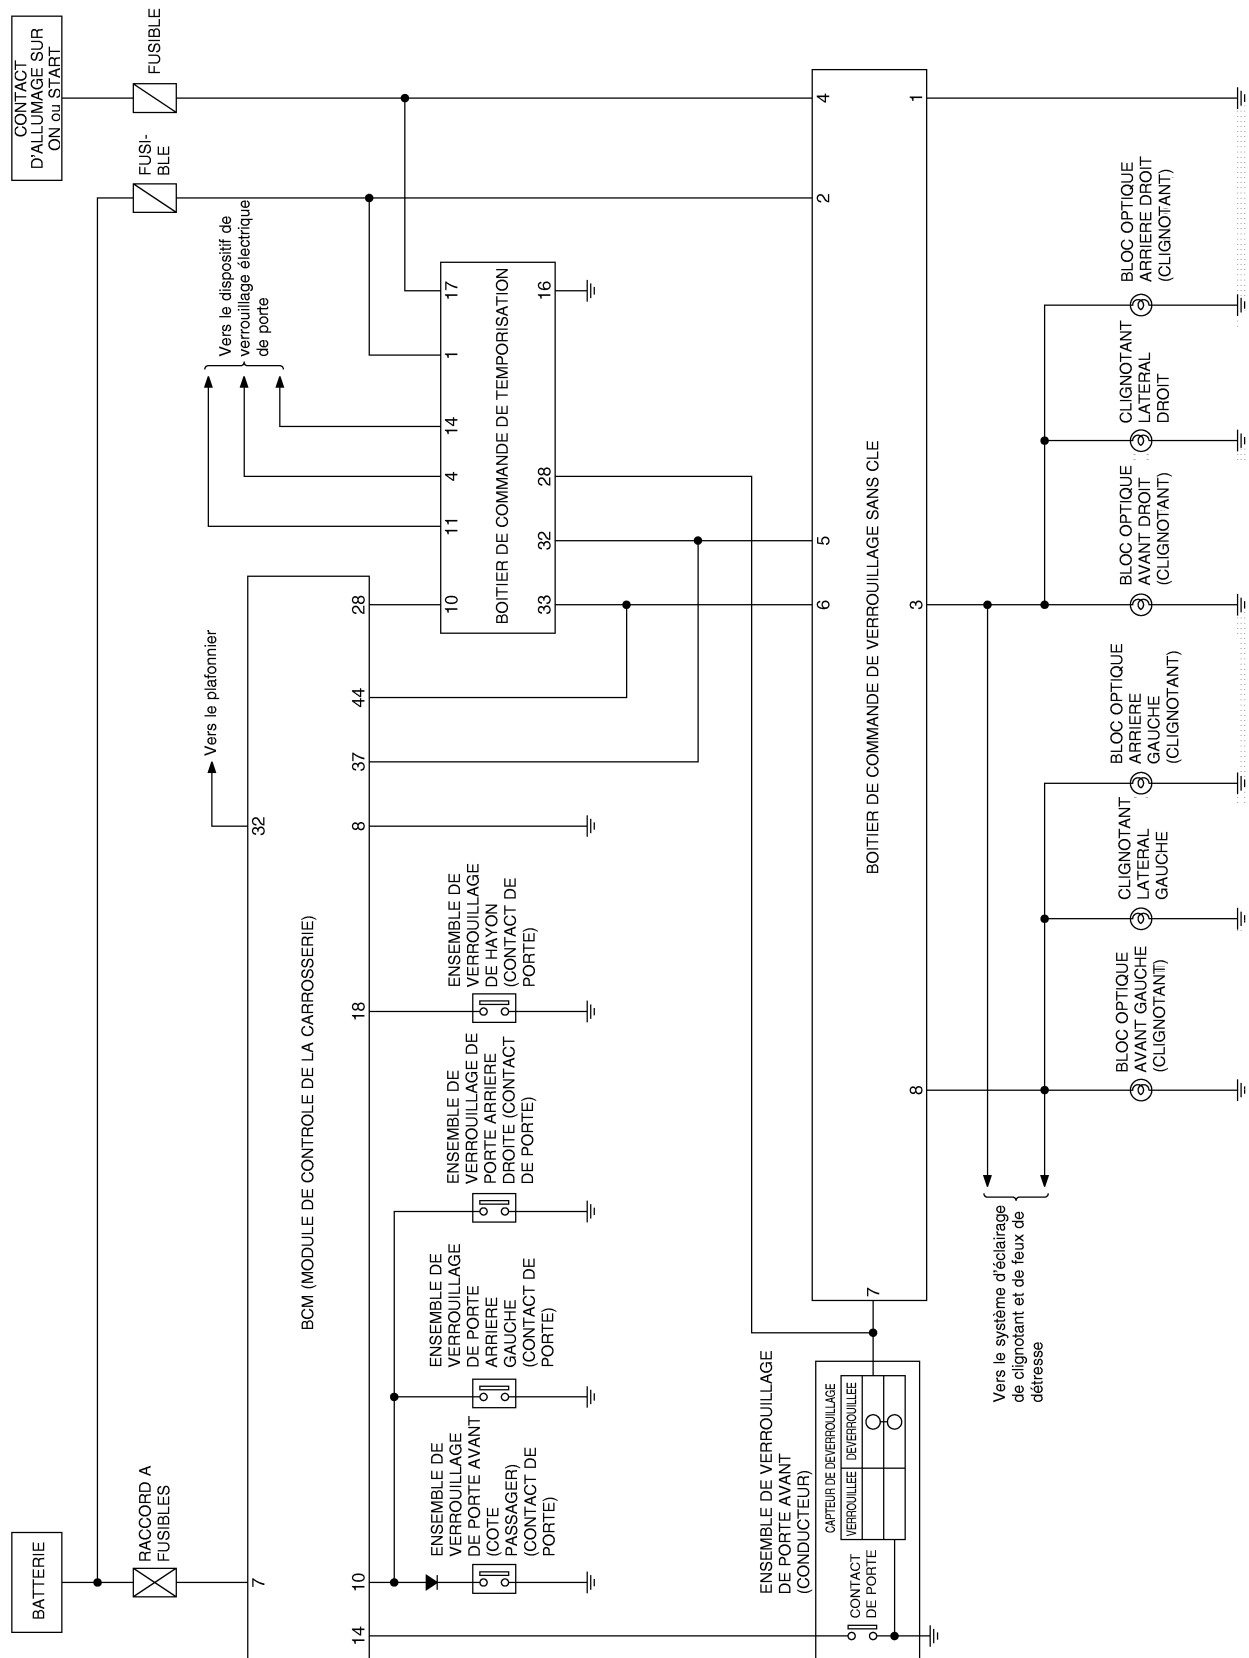 BATTERIE
RACCORD A
FUSIBLES
CONTACT
D'ALLUMAGE SUR
ON ou START
FUSI-
BLE
FUSIBLE
Vers le plafonnier
Vers le dispositif de
verrouillage électrique
de porte
7
32
BCM (MODULE DE CONTROLE DE LA CARROSSERIE)
14
10
18
8
37
44
28
10
11
4
14
1
17
BOITIER DE COMMANDE DE TEMPORISATION
33
32
28
16
ENSEMBLE DE
VERROUILLAGE
DE PORTE AVANT
(COTE
PASSAGER)
(CONTACT DE
PORTE)
ENSEMBLE DE
VERROUILLAGE
DE PORTE
ARRIERE
GAUCHE
(CONTACT DE
PORTE)
ENSEMBLE DE
VERROUILLAGE DE
PORTE ARRIERE
DROITE (CONTACT
DE PORTE)
ENSEMBLE DE
VERROUILLAGE
DE HAYON
(CONTACT DE
PORTE)
ENSEMBLE DE VERROUILLAGE
DE PORTE AVANT
(CONDUCTEUR)
CAPTEUR DE DEVERROUILLAGE
VERROUILLEE
DEVERROUILLEE
CONTACT
DE PORTE
7
6
5
2
4
BOITIER DE COMMANDE DE VERROUILLAGE SANS CLE
8
3
1
Vers le système d'éclairage
de clignotant et de feux de
détresse
BLOC OPTIQUE
AVANT GAUCHE
(CLIGNOTANT)
CLIGNOTANT
LATERAL
GAUCHE
BLOC OPTIQUE
ARRIERE
GAUCHE
(CLIGNOTANT)
BLOC OPTIQUE
AVANT DROIT
(CLIGNOTANT)
CLIGNOTANT
LATERAL
DROIT
BLOC OPTIQUE
ARRIERE DROIT
(CLIGNOTANT)